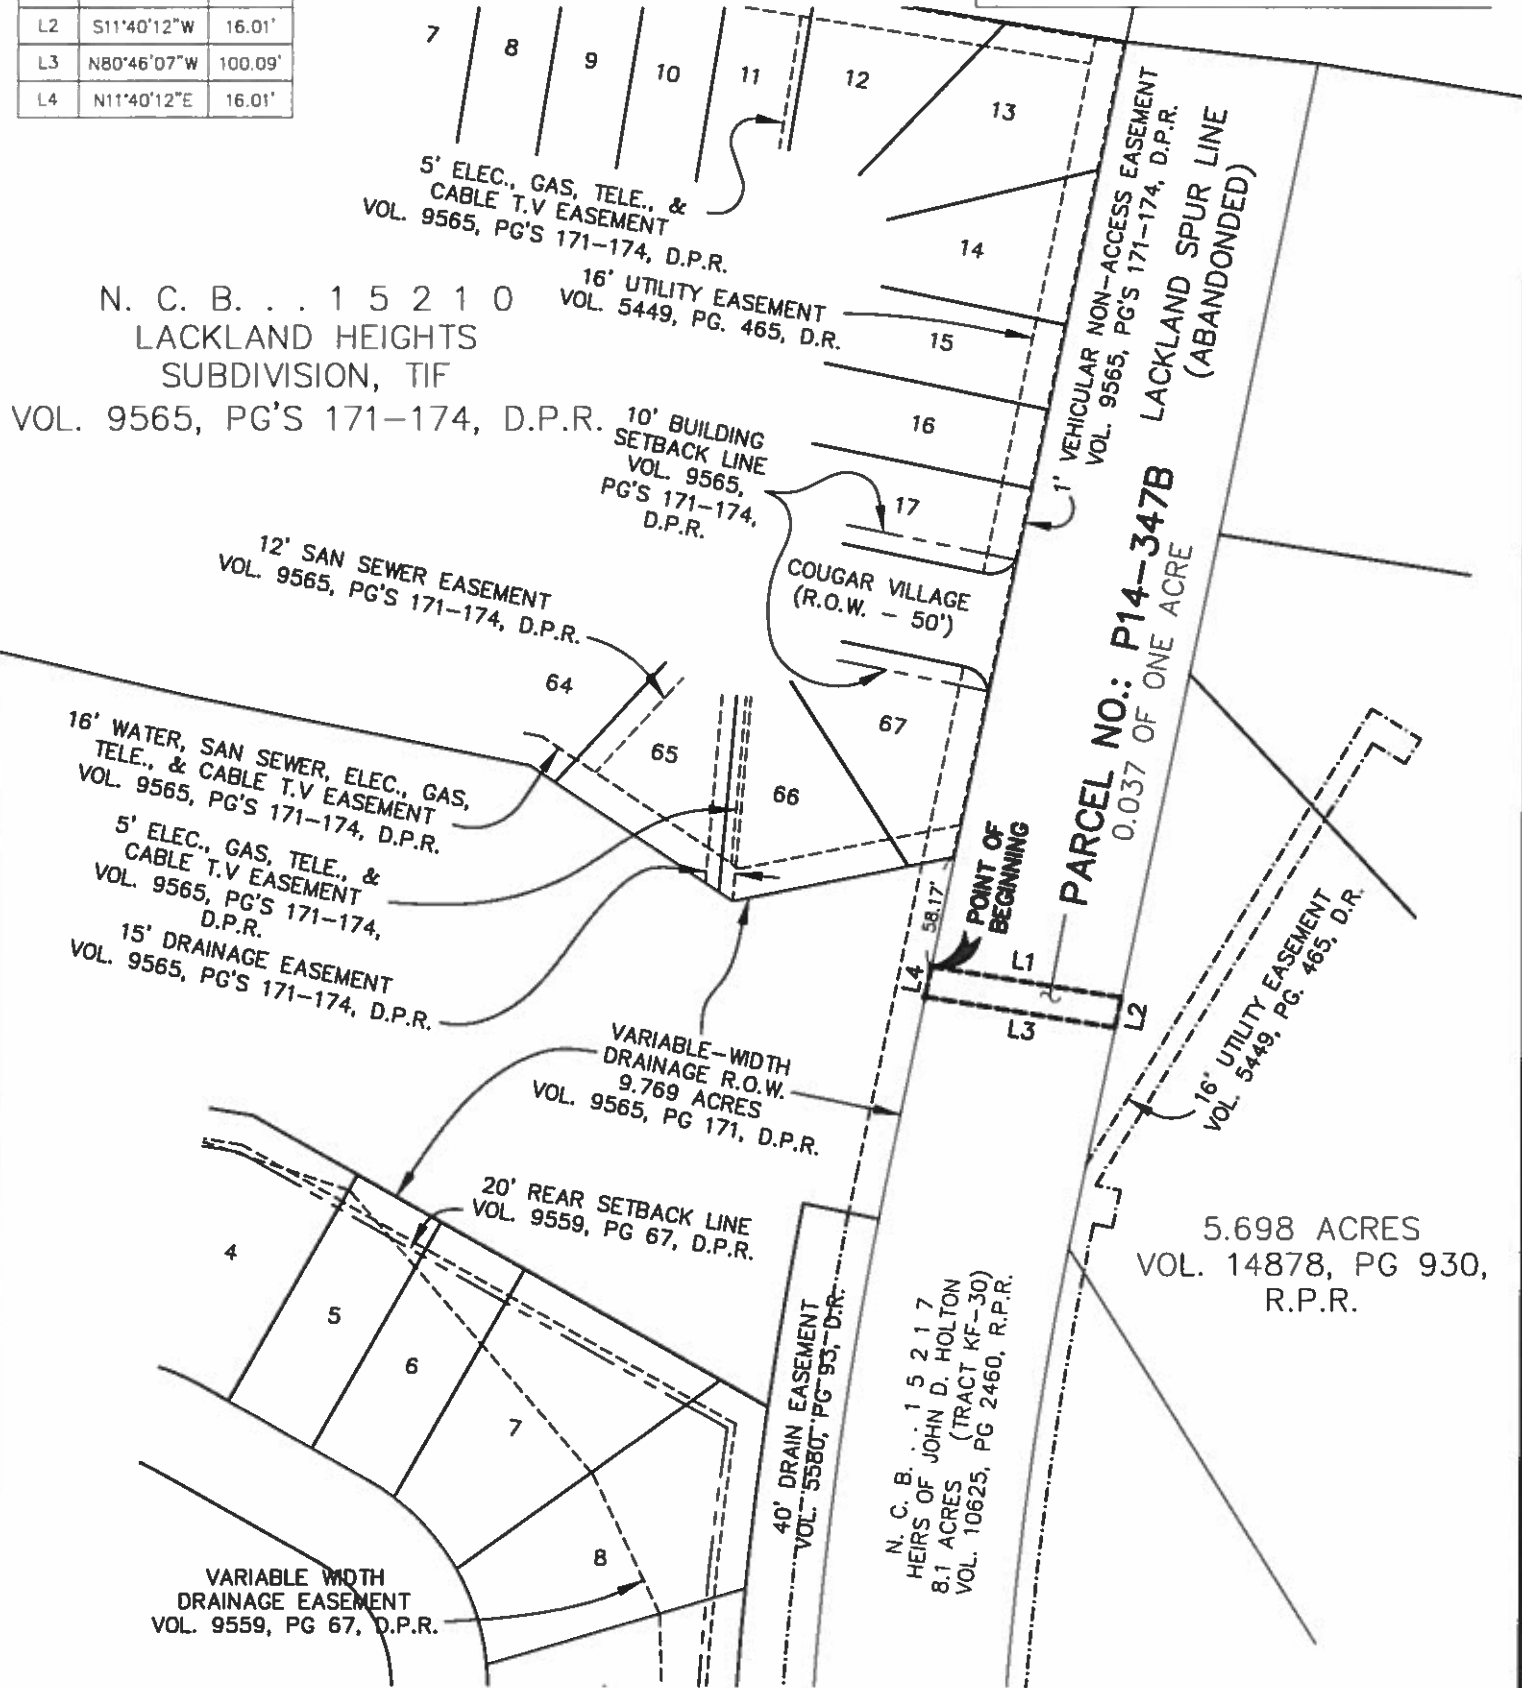 L2 S11°40'12"W 16.01'
L3 N80°46'07"W 100.09'
L4 N11°40'12"E 16.01'
7
8
9
10
11
12
13
14
15
16
17
5' ELEC., GAS, TELE., &
CABLE T.V EASEMENT
VOL. 9565, PG'S 171-174, D.P.R.
16' UTILITY EASEMENT
VOL. 5449, PG. 465, D.R.
1' VEHICULAR NON-ACCESS EASEMENT
VOL. 9565, PG'S 171-174, D.P.R.
LACKLAND SPUR LINE
(ABANDONDED)
N. C. B. . . 1 5 2 1 0
LACKLAND HEIGHTS
SUBDIVISION, TIF
VOL. 9565, PG'S 171-174, D.P.R.
10' BUILDING
SETBACK LINE
VOL. 9565,
PG'S 171-174,
D.P.R.
COUGAR VILLAGE
(R.O.W. - 50')
12' SAN SEWER EASEMENT
VOL. 9565, PG'S 171-174, D.P.R.
64
65
66
67
16' WATER, SAN SEWER, ELEC., GAS,
TELE., & CABLE T.V EASEMENT
VOL. 9565, PG'S 171-174, D.P.R.
5' ELEC., GAS, TELE., &
CABLE T.V EASEMENT
VOL. 9565, PG'S 171-174,
D.P.R.
15' DRAINAGE EASEMENT
VOL. 9565, PG'S 171-174, D.P.R.
PARCEL NO.: P14-347B
0.037 OF ONE ACRE
POINT OF
BEGINNING
58.17'
L1
L2
L3
L4
16' UTILITY EASEMENT
VOL. 5449, PG. 465, D.R.
VARIABLE-WIDTH
DRAINAGE R.O.W.
9.769 ACRES
VOL. 9565, PG 171, D.P.R.
20' REAR SETBACK LINE
VOL. 9559, PG 67, D.P.R.
4
5
6
7
8
5.698 ACRES
VOL. 14878, PG 930,
R.P.R.
40' DRAIN EASEMENT
VOL. 5580, PG 93, D.R.
N. C. B. . . 1 5 2 1 7
HEIRS OF JOHN D. HOLTON
8.1 ACRES (TRACT KF-30)
VOL. 10625, PG 2460, R.P.R.
VARIABLE WIDTH
DRAINAGE EASEMENT
VOL. 9559, PG 67, D.P.R.